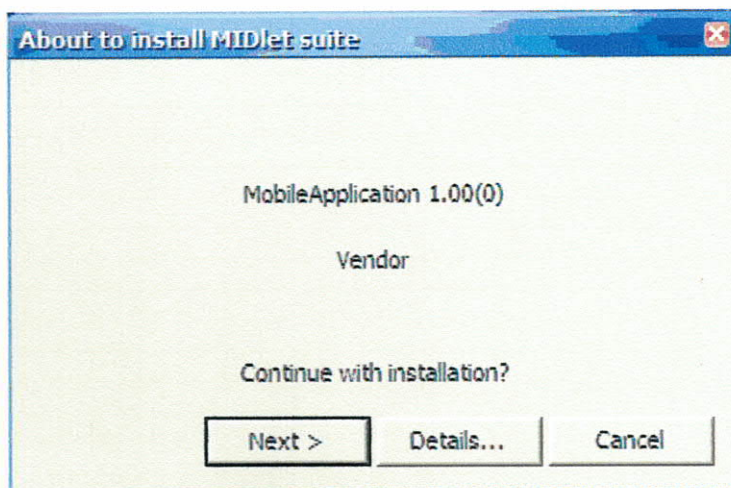 About to install MIDlet suite
MobileApplication 1.00(0)
Vendor
Continue with installation?
Next >
Details...
Cancel